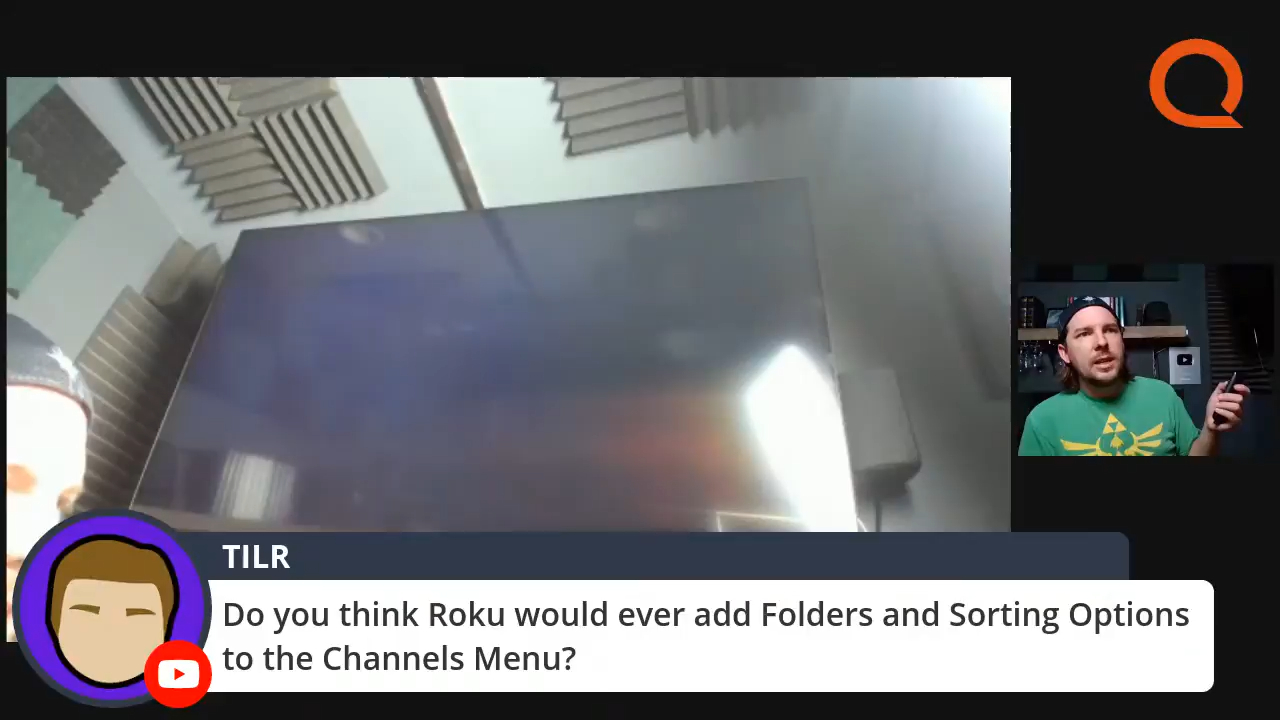 TILR
Do you think Roku would ever add Folders and Sorting Options
to the Channels Menu?